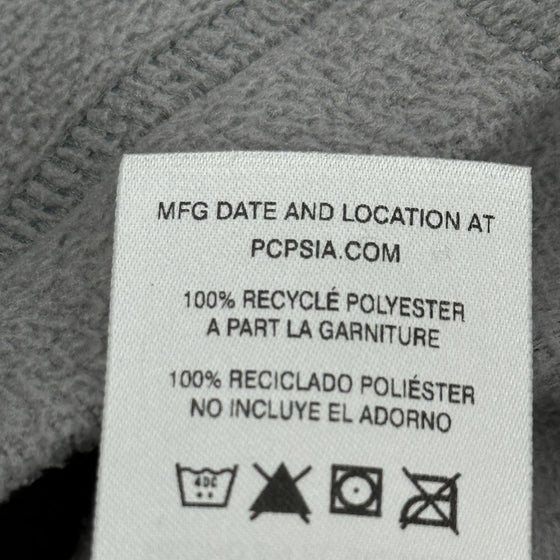 MFG DATE AND LOCATION AT
PCPSIA.COM
100% RECYCLÉ POLYESTER
A PART LA GARNITURE
100% RECICLADO POLIÉSTER
NO INCLUYE EL ADORNO